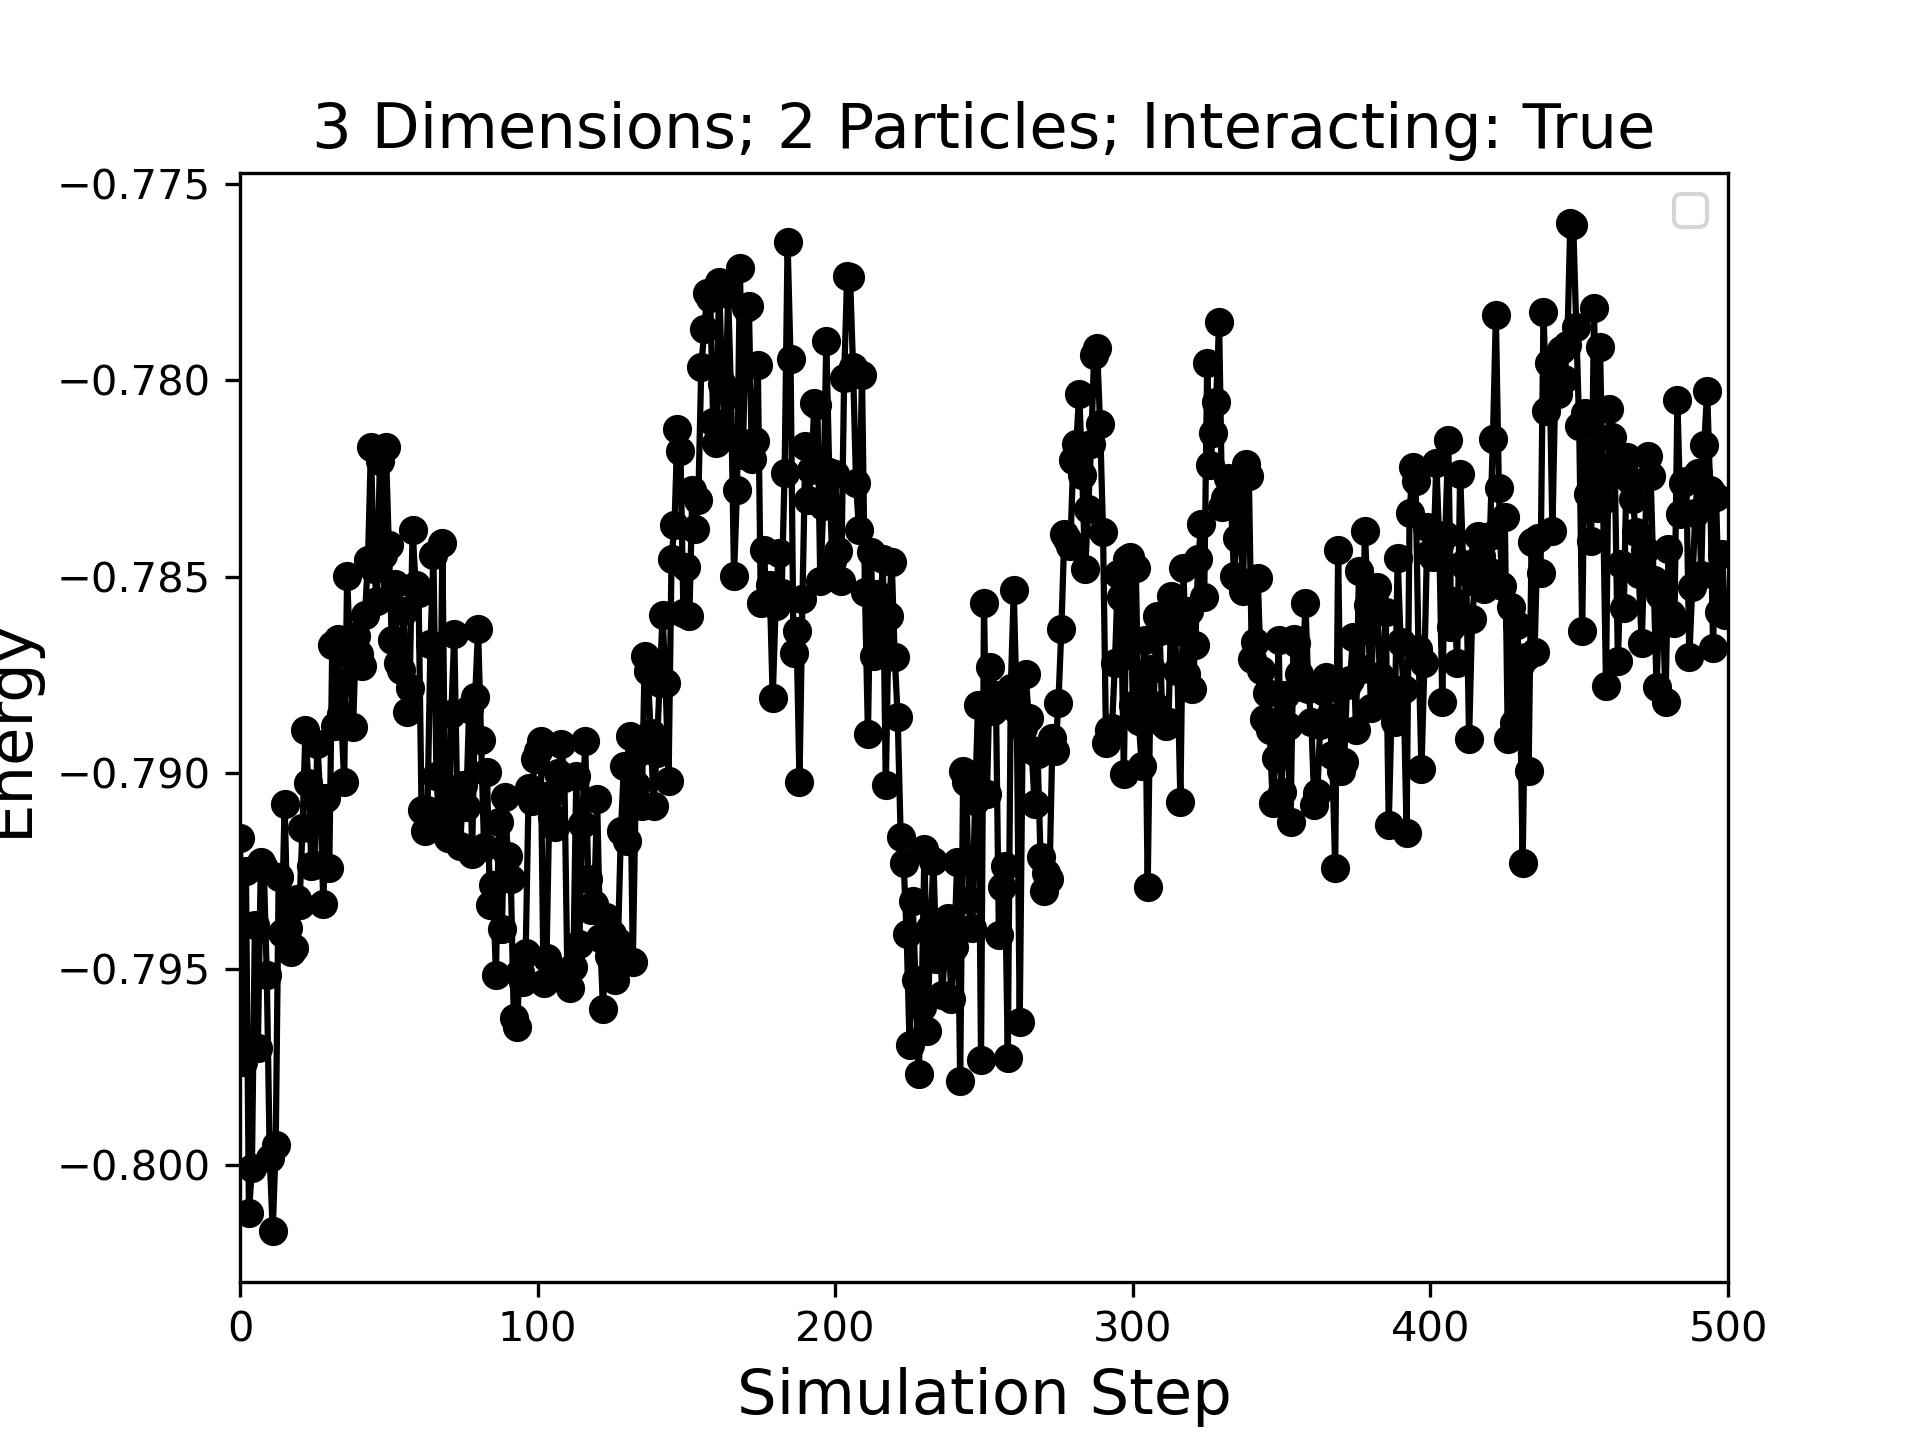 3 Dimensions; 2 Particles; Interacting: True
−0.775
−0.780
−0.785
−0.790
−0.795
−0.800
Energy
0 100 200 300 400 500
Simulation Step